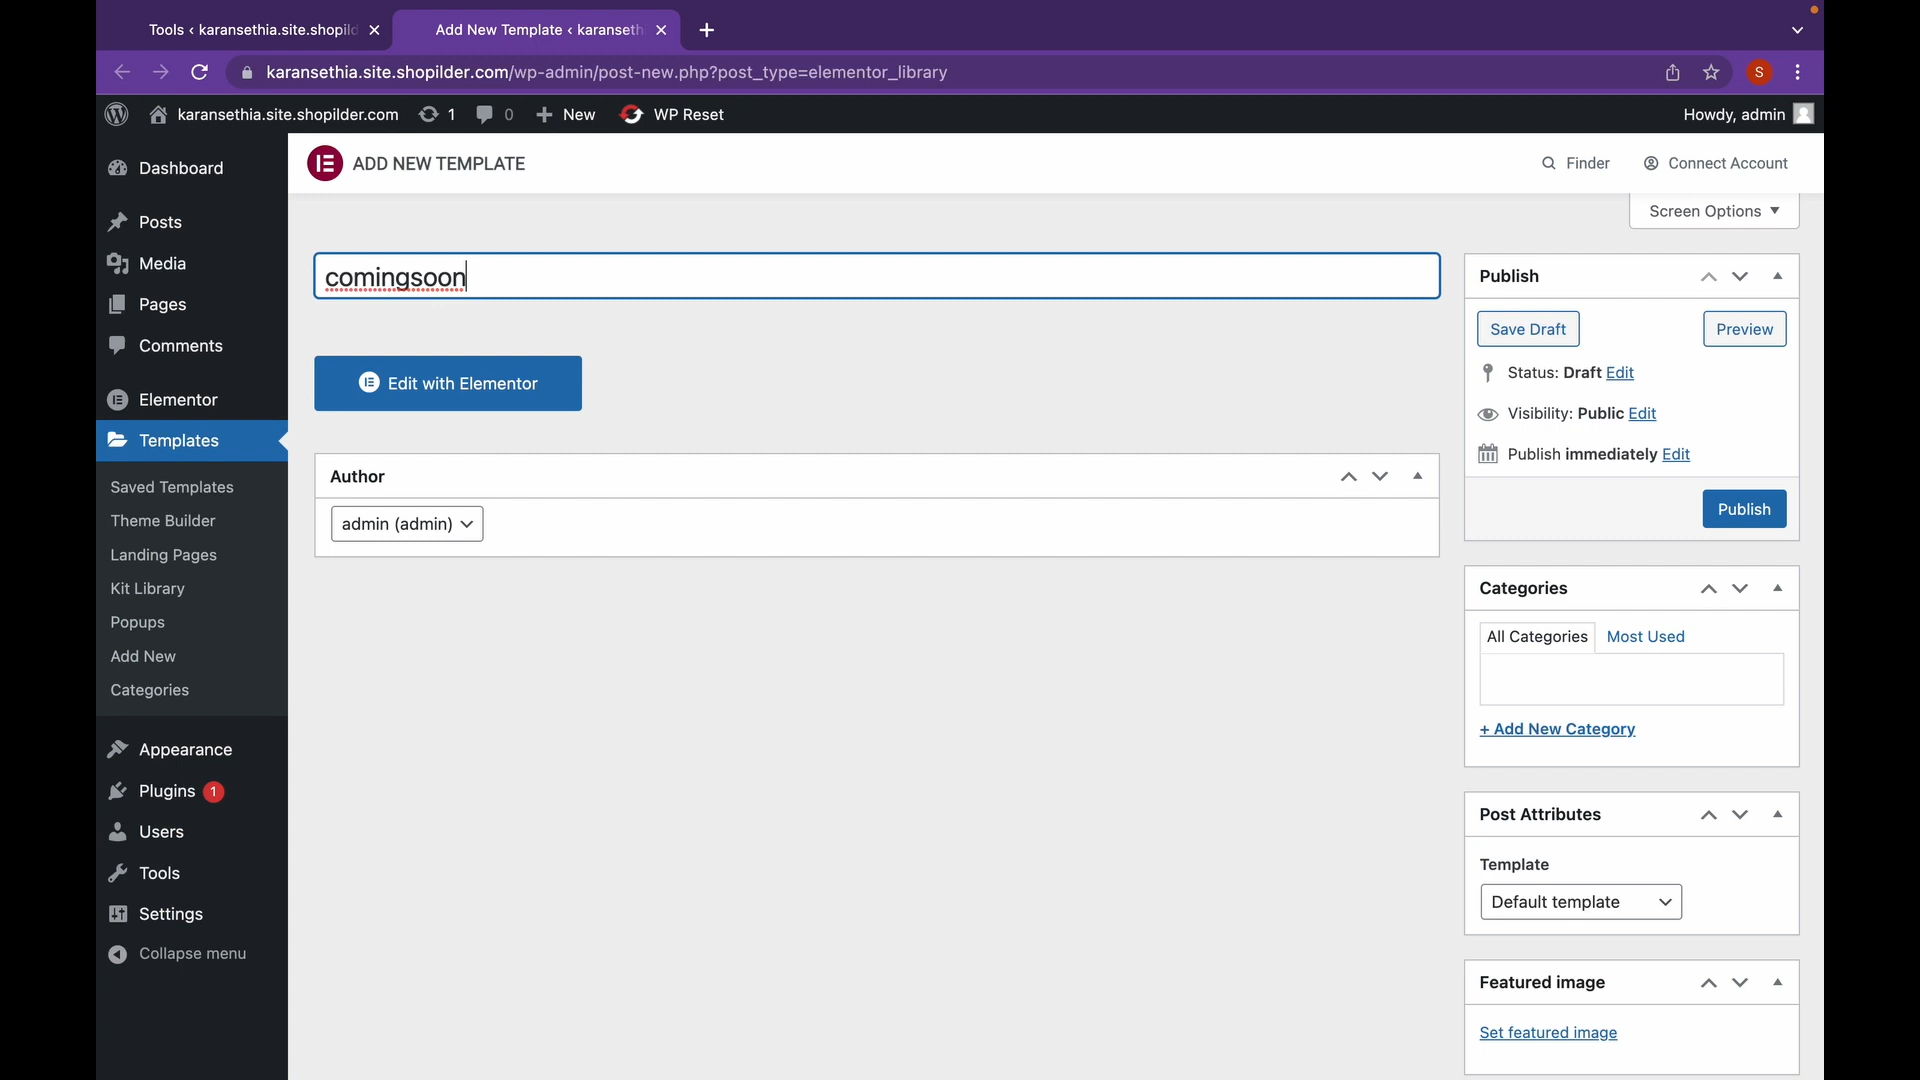 Tools ‹ karansethia.site.shopild
Add New Template ‹ karanseth
karansethia.site.shopilder.com/wp-admin/post-new.php?post_type=elementor_library
S
karansethia.site.shopilder.com
1
0
New
WP Reset
Howdy, admin
Dashboard
Posts
Media
Pages
Comments
Elementor
Templates
Saved Templates
Theme Builder
Landing Pages
Kit Library
Popups
Add New
Categories
Appearance
Plugins 1
Users
Tools
Settings
Collapse menu
ADD NEW TEMPLATE
Finder
Connect Account
Screen Options
comingsoon
Edit with Elementor
Author
admin (admin)
Publish
Save Draft
Preview
Status: Draft Edit
Visibility: Public Edit
Publish immediately Edit
Publish
Categories
All Categories
Most Used
+ Add New Category
Post Attributes
Template
Default template
Featured image
Set featured image